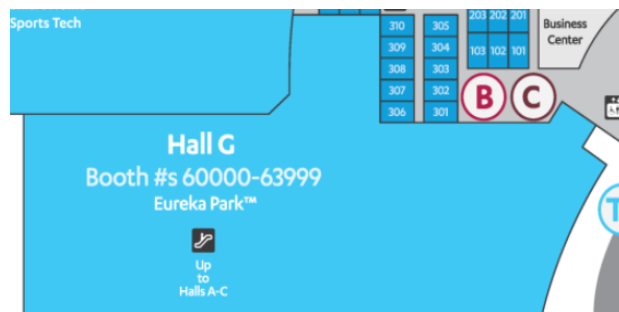 Sports Tech
310
305
203 202 201
Business
Center
309
304
103 102 101
308
303
307
302
B
C
306
301
Hall G
Booth #s 60000-63999
Eureka Park™
Up
to
Halls A-C
T